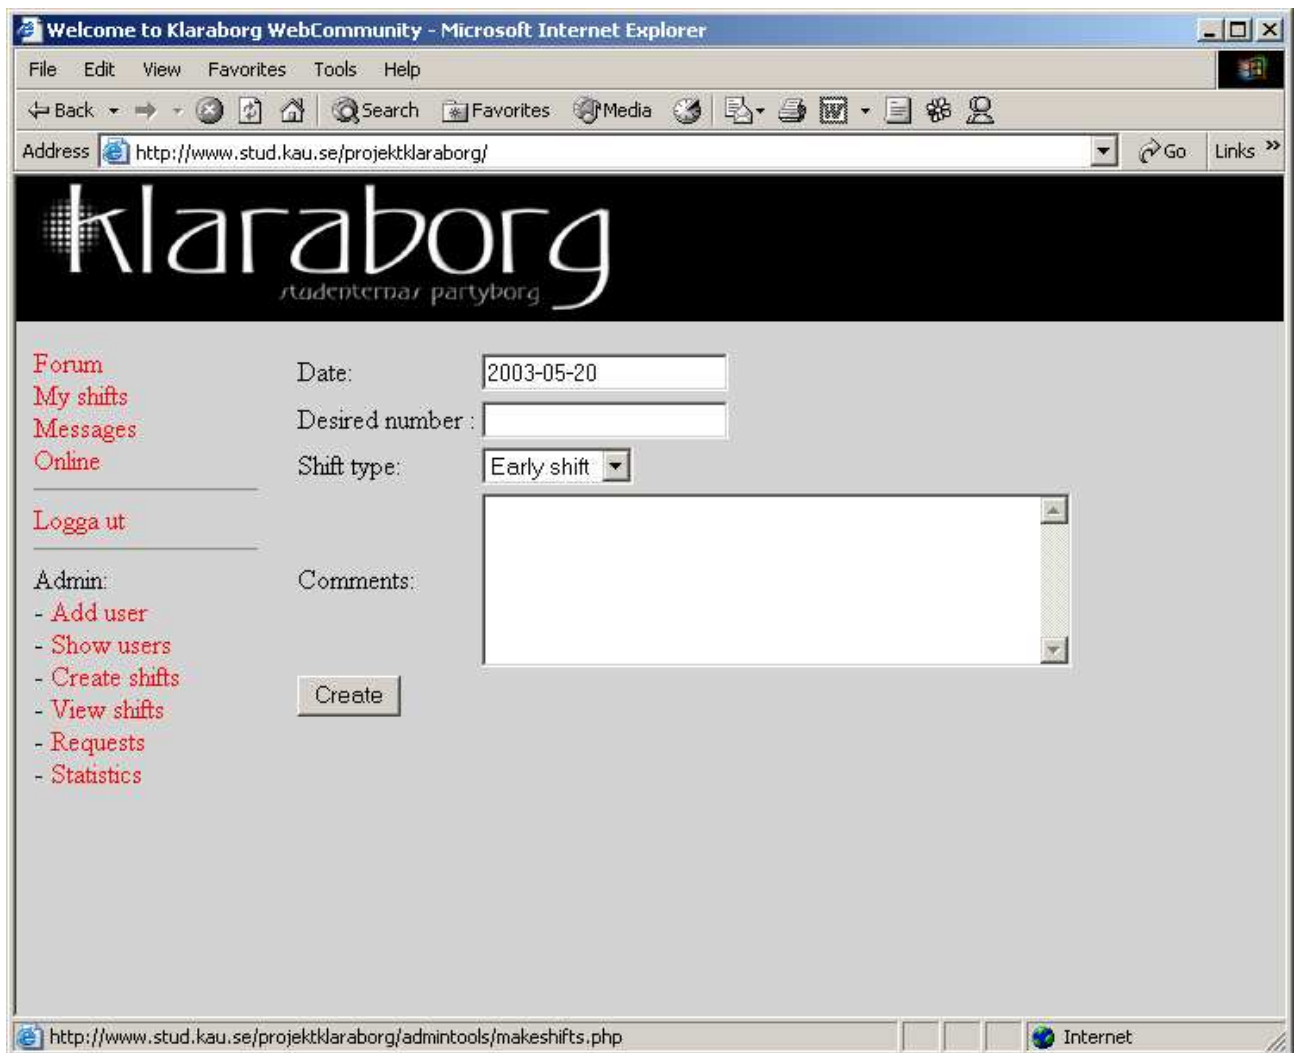 Welcome to Klaraborg WebCommunity - Microsoft Internet Explorer
File Edit View Favorites Tools Help
Back Search Favorites Media
Address http://www.stud.kau.se/projektklaraborg/ Go Links »
klaraborg
studenternas partyborg
Forum
My shifts
Messages
Online
Logga ut
Admin:
- Add user
- Show users
- Create shifts
- View shifts
- Requests
- Statistics
Date: 2003-05-20
Desired number :
Shift type: Early shift
Comments:
Create
http://www.stud.kau.se/projektklaraborg/admintools/makeshifts.php Internet